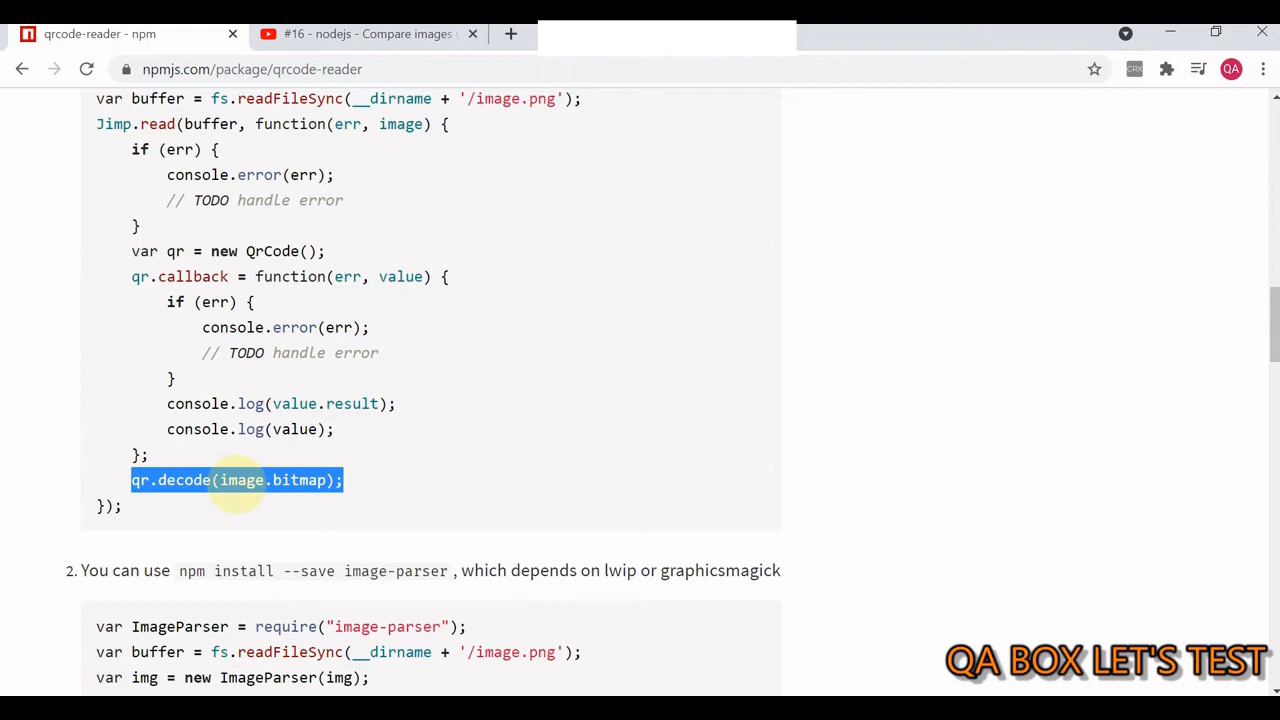 qrcode-reader - npm
#16 - nodejs - Compare images
npmjs.com/package/qrcode-reader
CRX
QA
var buffer = fs.readFileSync(__dirname + '/image.png');
Jimp.read(buffer, function(err, image) {
if (err) {
console.error(err);
// TODO handle error
}
var qr = new QrCode();
qr.callback = function(err, value) {
if (err) {
console.error(err);
// TODO handle error
}
console.log(value.result);
console.log(value);
};
qr.decode(image.bitmap);
});
2. You can use npm install --save image-parser, which depends on lwip or graphicsmagick
var ImageParser = require("image-parser");
var buffer = fs.readFileSync(__dirname + '/image.png');
var img = new ImageParser(img);
QA BOX LET'S TEST